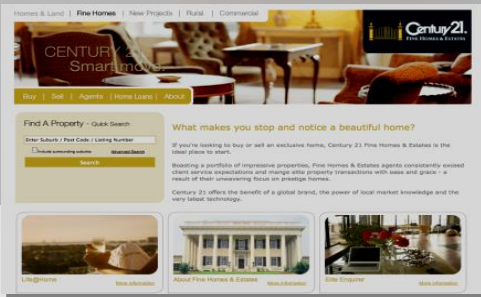 Homes & Land | Fine Homes | New Projects | Rural | Commercial
Century 21.
FINE HOMES & ESTATES
CENTURY 21
Smart move.
Buy | Sell | Agents | Home Loans | About
Find A Property - Quick Search
Enter Suburb / Post Code / Listing Number
Include surrounding suburbs Advanced Search
Search
What makes you stop and notice a beautiful home?
If you're looking to buy or sell an exclusive home, Century 21 Fine Homes & Estates is the
ideal place to start.
Boasting a portfolio of impressive properties, Fine Homes & Estates agents consistently exceed
client service expectations and mange elite property transactions with ease and grace - a
result of their unwavering focus on prestige homes.
Century 21 offers the benefit of a global brand, the power of local market knowledge and the
very latest technology.
Life@Home
More information
About Fine Homes & Estates
More information
Elite Enquirer
More information